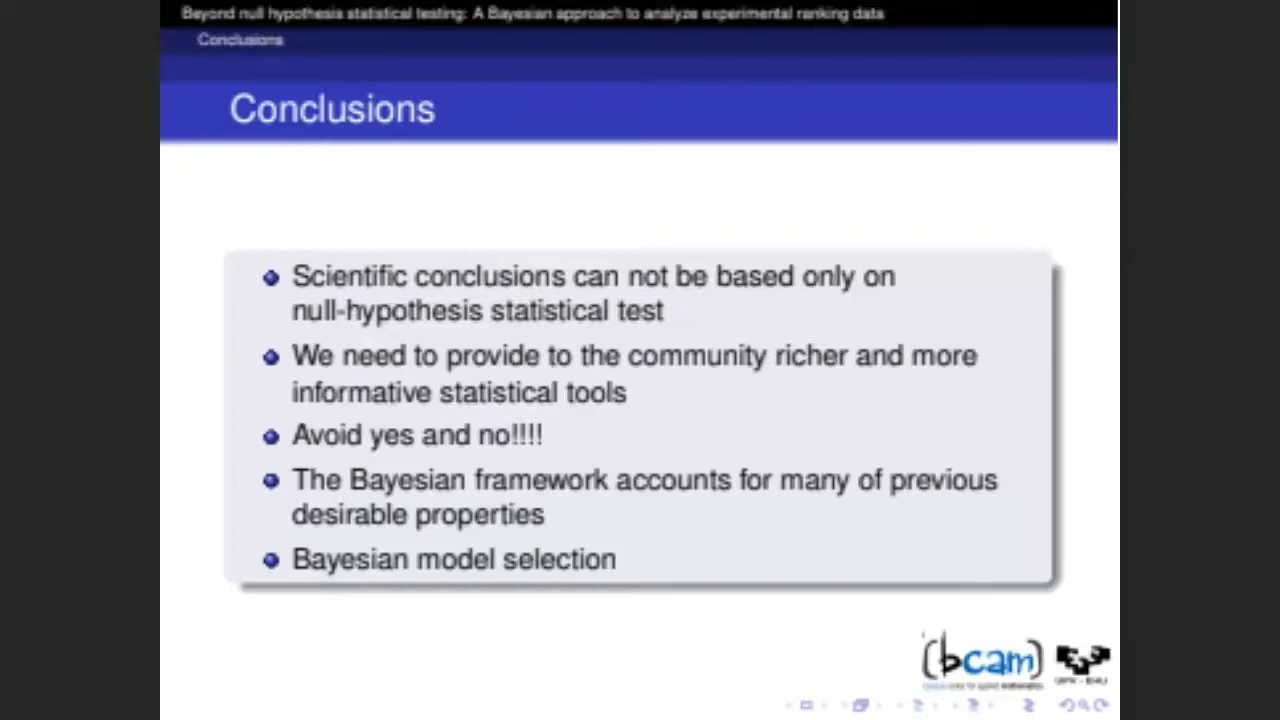 Beyond null hypothesis statistical testing: A Bayesian approach to analyze experimental ranking data
Conclusions
Conclusions
Scientific conclusions can not be based only on
null-hypothesis statistical test
We need to provide to the community richer and more
informative statistical tools
Avoid yes and no!!!!
The Bayesian framework accounts for many of previous
desirable properties
Bayesian model selection
(bcam)